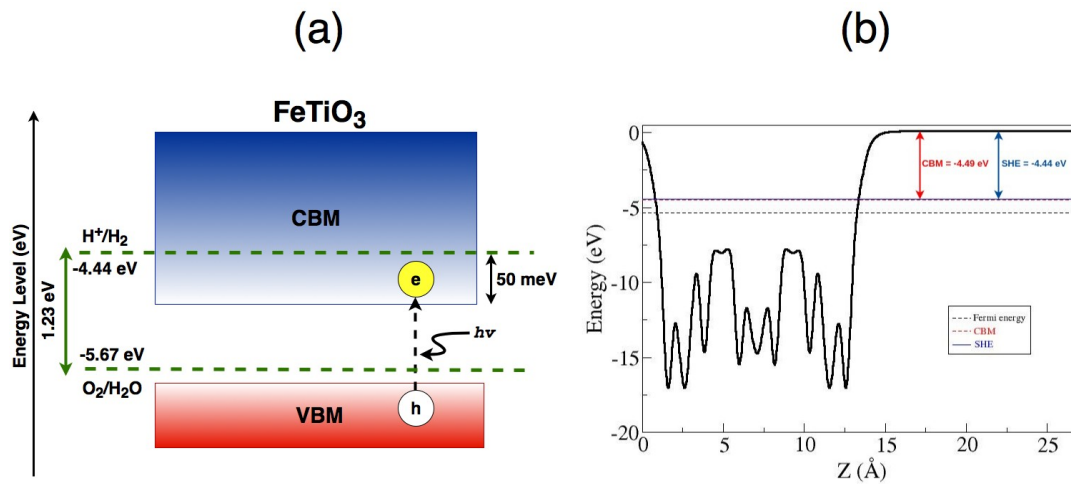 (a)
FeTiO3
Energy Level (eV)
1.23 eV
H+/H2
-4.44 eV
CBM
e
50 meV
hν
-5.67 eV
O2/H2O
VBM
h
(b)
Energy (eV)
0
-5
-10
-15
-20
CBM = -4.49 eV
SHE = -4.44 eV
Fermi energy
CBM
SHE
0
5
10
15
20
25
Z (Å)